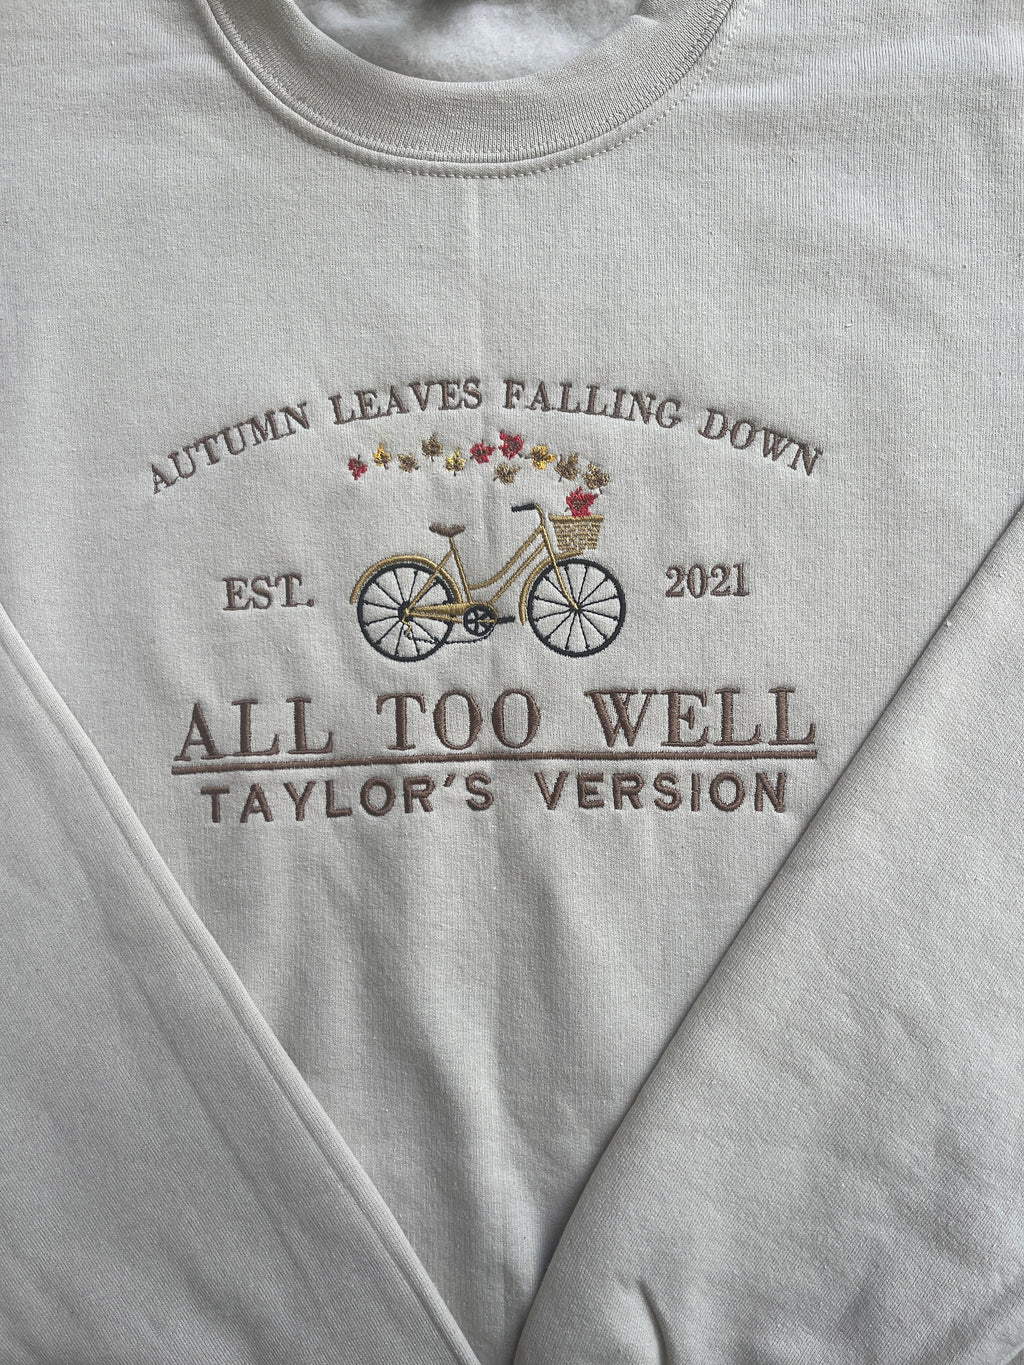 AUTUMN LEAVES FALLING DOWN
EST. 2021
ALL TOO WELL
TAYLOR'S VERSION